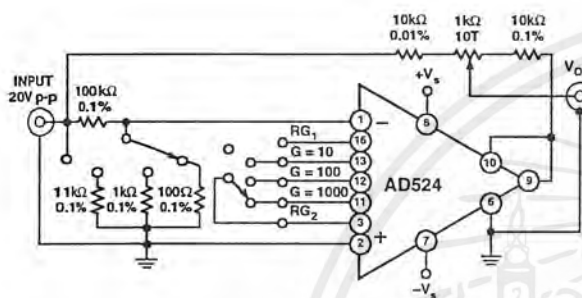 10kΩ
0.01%
1kΩ
10T
10kΩ
0.1%
INPUT
20V p-p
100kΩ
0.1%
+Vs
VO
1
−
8
RG1
16
G = 10
13
10
G = 100
12
AD524
9
G = 1000
11
11kΩ
0.1%
1kΩ
0.1%
100Ω
0.1%
RG2
3
6
2
+
7
−Vs